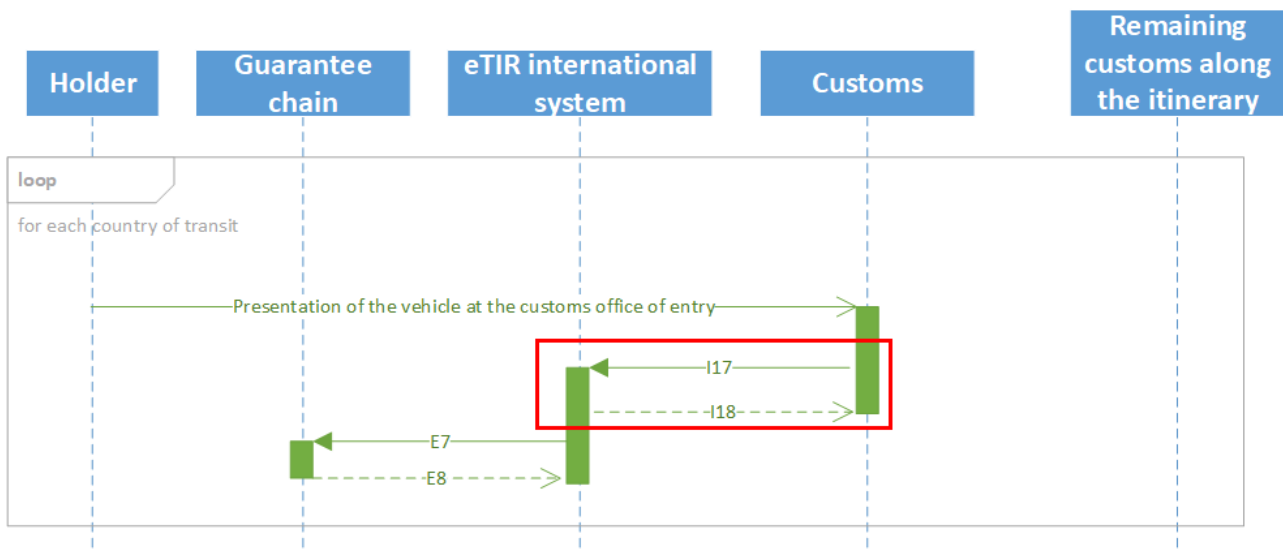 Holder
Guarantee
chain
eTIR international
system
Customs
Remaining
customs along
the itinerary
loop
for each country of transit
Presentation of the vehicle at the customs office of entry
I17
I18
E7
E8